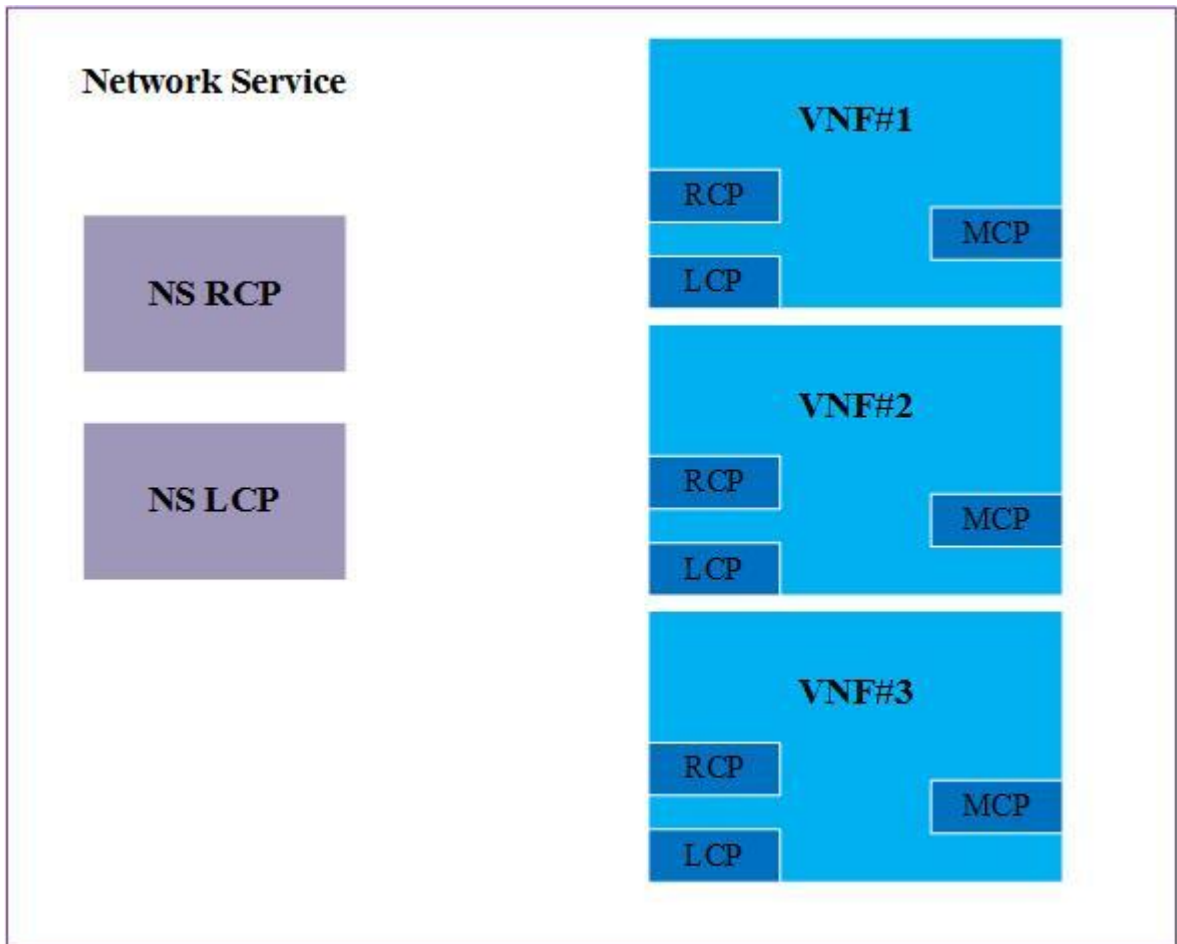 Network Service
NS RCP
NS LCP
VNF#1
RCP
MCP
LCP
VNF#2
RCP
MCP
LCP
VNF#3
RCP
MCP
LCP